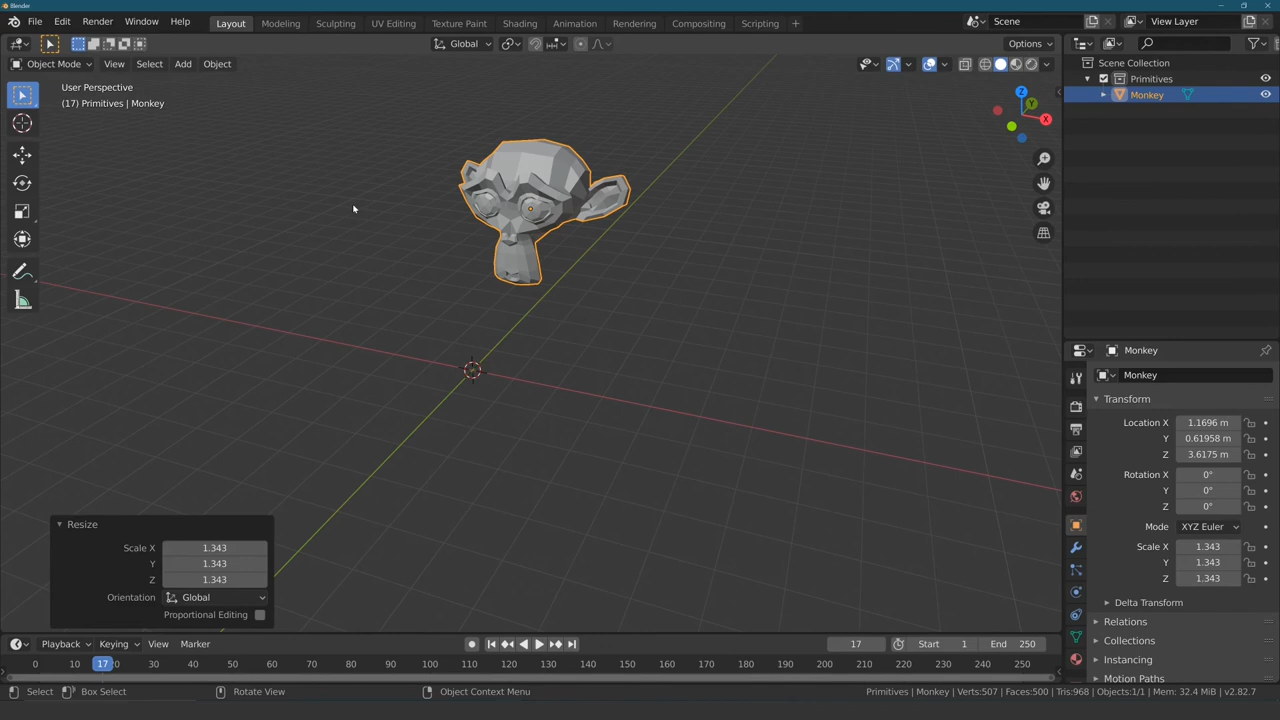 Blender
File Edit Render Window Help
Layout Modeling Sculpting UV Editing Texture Paint Shading Animation Rendering Compositing Scripting +
Scene
View Layer
Global
Options
Object Mode View Select Add Object
User Perspective
(17) Primitives | Monkey
Z
Y
X
Scene Collection
Primitives
Monkey
Monkey
Monkey
Transform
Location X 1.1696 m
Y 0.61958 m
Z 3.6175 m
Rotation X 0°
Y 0°
Z 0°
Mode XYZ Euler
Scale X 1.343
Y 1.343
Z 1.343
Delta Transform
Relations
Collections
Instancing
Motion Paths
Resize
Scale X 1.343
Y 1.343
Z 1.343
Orientation Global
Proportional Editing
Playback Keying View Marker
17
Start 1
End 250
0 10 17 20 30 40 50 60 70 80 90 100 110 120 130 140 150 160 170 180 190 200 210 220 230 240 250
Select Box Select Rotate View Object Context Menu
Primitives | Monkey | Verts:507 | Faces:500 | Tris:968 | Objects:1/1 | Mem: 32.4 MiB | v2.82.7